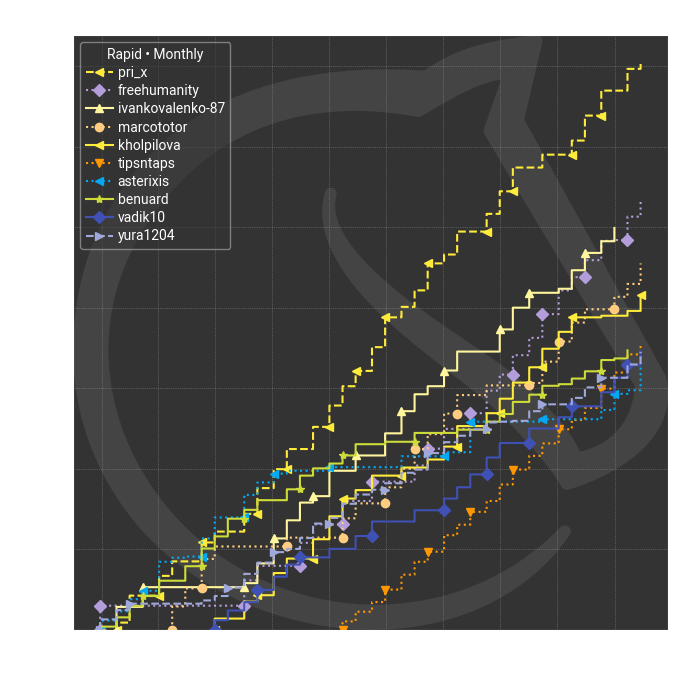 Rapid • Monthly
pri_x
freehumanity
ivankovalenko-87
marcototor
kholpilova
tipsntaps
asterixis
benuard
vadik10
yura1204